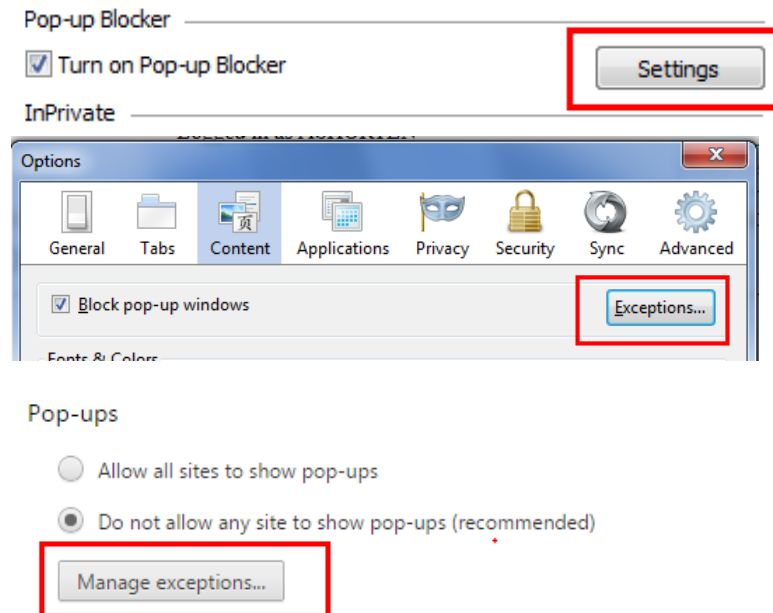 Pop-up Blocker
Turn on Pop-up Blocker
Settings
InPrivate
Options
General Tabs Content Applications Privacy Security Sync Advanced
Block pop-up windows
Exceptions...
Fonts & Colors
Pop-ups
Allow all sites to show pop-ups
Do not allow any site to show pop-ups (recommended)
Manage exceptions...